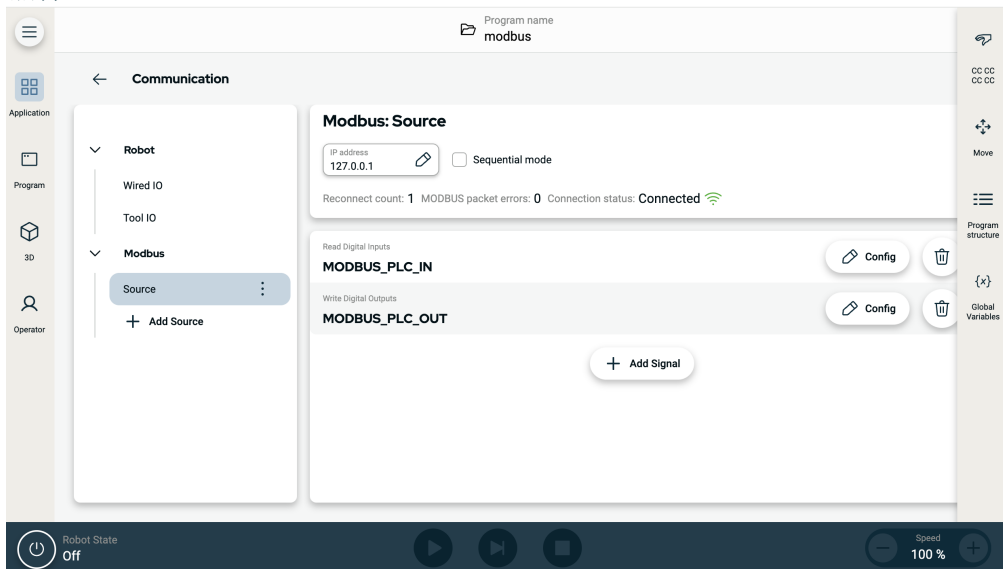 Program name
modbus
Communication
CC CC
CC CC
Application
Modbus: Source
Robot
IP address
127.0.0.1
Sequential mode
Move
Program
Wired IO
Reconnect count: 1 MODBUS packet errors: 0 Connection status: Connected
Tool IO
Program
structure
3D
Modbus
Read Digital Inputs
MODBUS_PLC_IN
Config
Source
{x}
Write Digital Outputs
MODBUS_PLC_OUT
Config
Global
Variables
Operator
+ Add Source
+ Add Signal
Robot State
Off
Speed
100 %